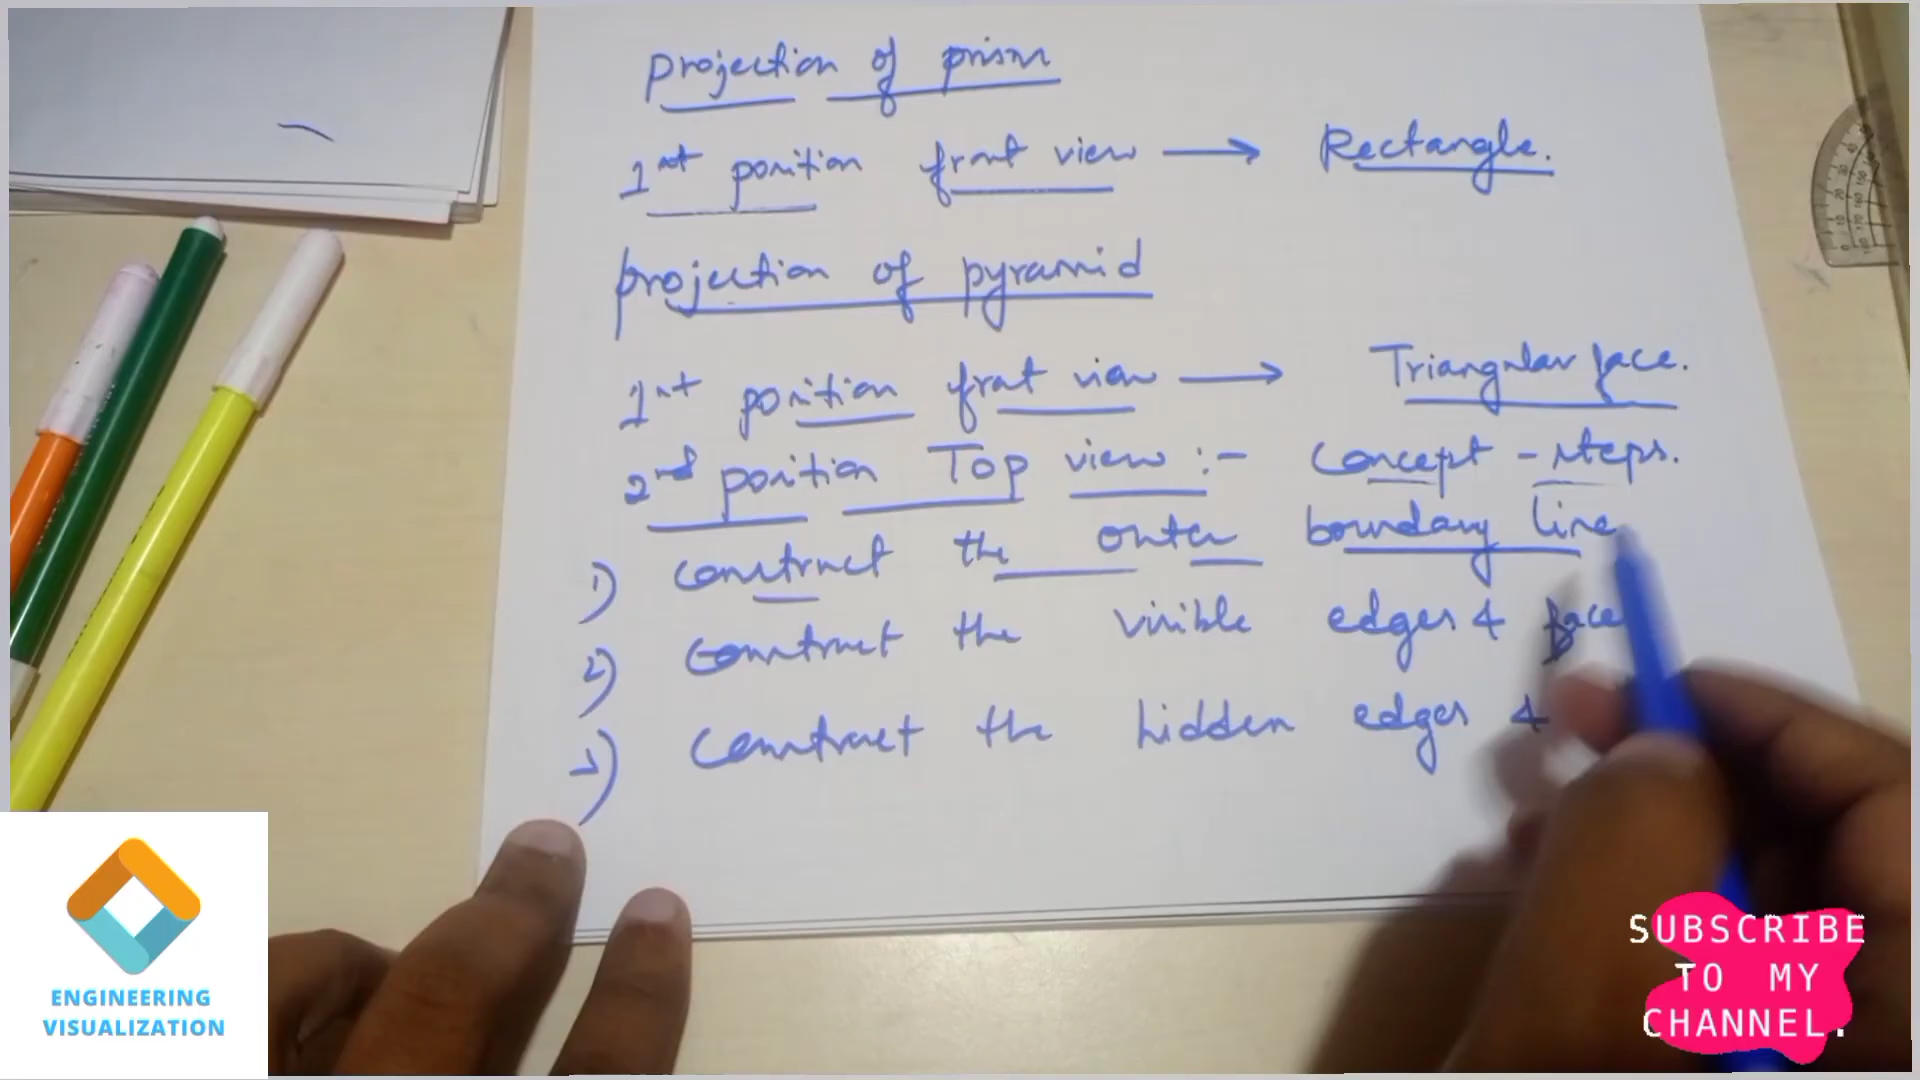 projection of prism
1st position front view → Rectangle.
projection of pyramid
1st position front view → Triangular face.
2nd position Top view :- Concept - steps.
1) construct the outer boundary line
2) construct the visible edges & face
3) construct the hidden edges &
ENGINEERING
VISUALIZATION
SUBSCRIBE
TO MY
CHANNEL.